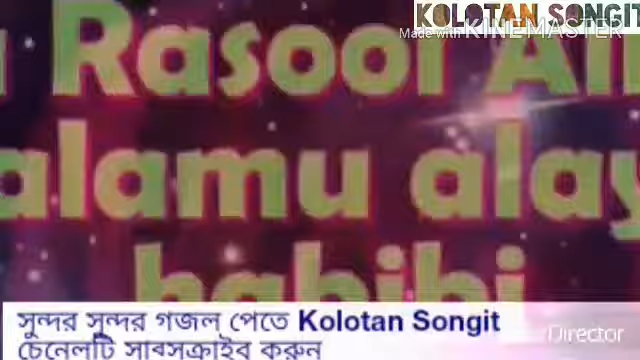 KOLOTAN SONGIT
Made with KINEMASTER
Rasool
alamu alay
habibi
সুন্দর সুন্দর গজল পেতে Kolotan Songit
চেনেলটি সাবসক্রাইব করুন
Director